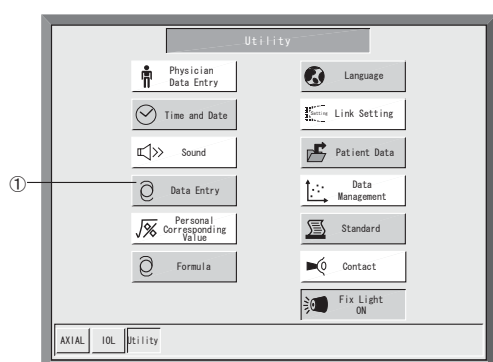 Utility
Physician
Data Entry
Time and Date
Sound
①
Data Entry
Personal
Corresponding
Value
Formula
Language
Setting
Link Setting
Patient Data
Data
Management
Standard
Contact
Fix Light
ON
AXIAL
IOL
Utility